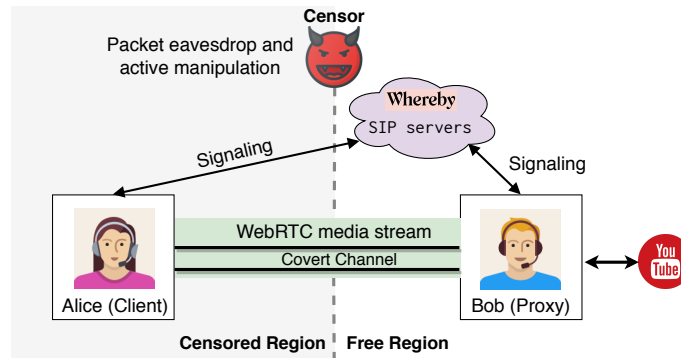 Censor
Packet eavesdrop and
active manipulation
Whereby
SIP servers
Signaling
Signaling
WebRTC media stream
Covert Channel
You
Tube
Alice (Client)
Bob (Proxy)
Censored Region
Free Region